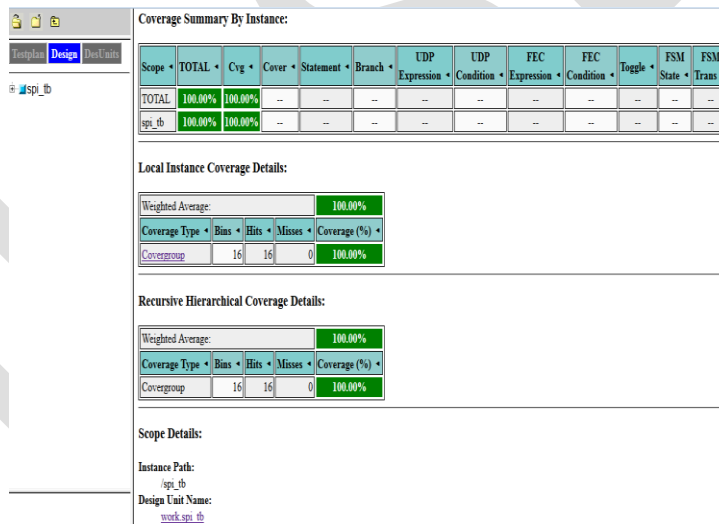 Coverage Summary By Instance:
Testplan Design DesUnits
spi_tb
Scope TOTAL Cvg Cover Statement Branch UDP Expression UDP Condition FEC Expression FEC Condition Toggle FSM State FSM Trans
TOTAL 100.00% 100.00% -- -- -- -- -- -- -- -- -- --
spi_tb 100.00% 100.00% -- -- -- -- -- -- -- -- -- --
Local Instance Coverage Details:
Weighted Average: 100.00%
Coverage Type Bins Hits Misses Coverage (%)
Covergroup 16 16 0 100.00%
Recursive Hierarchical Coverage Details:
Weighted Average: 100.00%
Coverage Type Bins Hits Misses Coverage (%)
Covergroup 16 16 0 100.00%
Scope Details:
Instance Path:
/spi_tb
Design Unit Name:
work.spi_tb